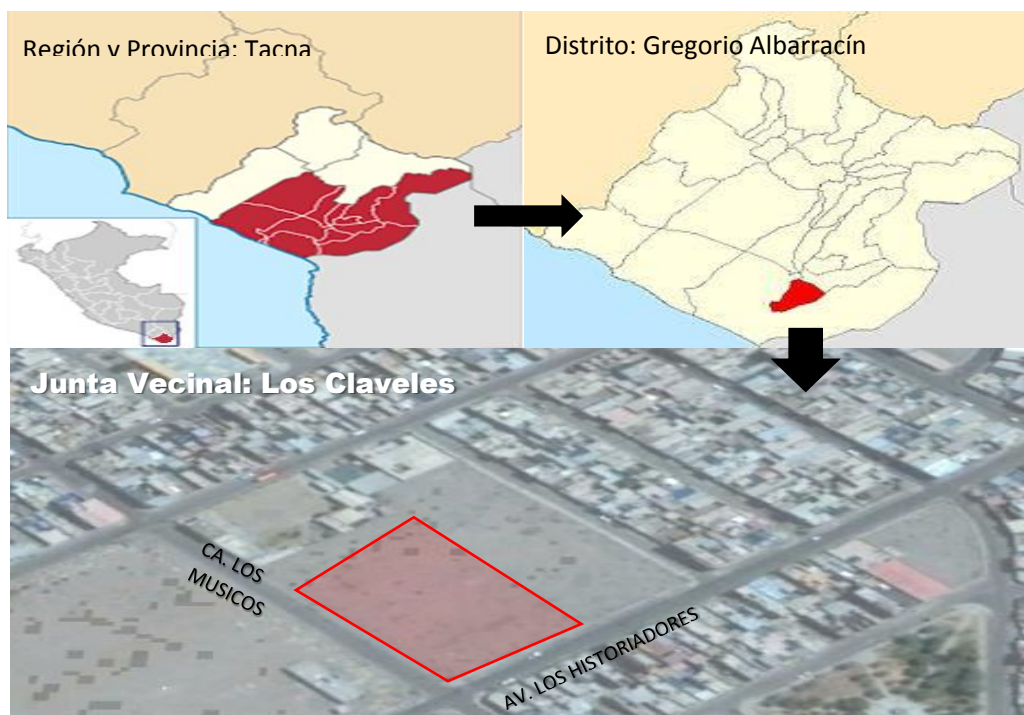 Región y Provincia: Tacna
Distrito: Gregorio Albarracín
Junta Vecinal: Los Claveles
CA. LOS
MUSICOS
AV. LOS HISTORIADORES